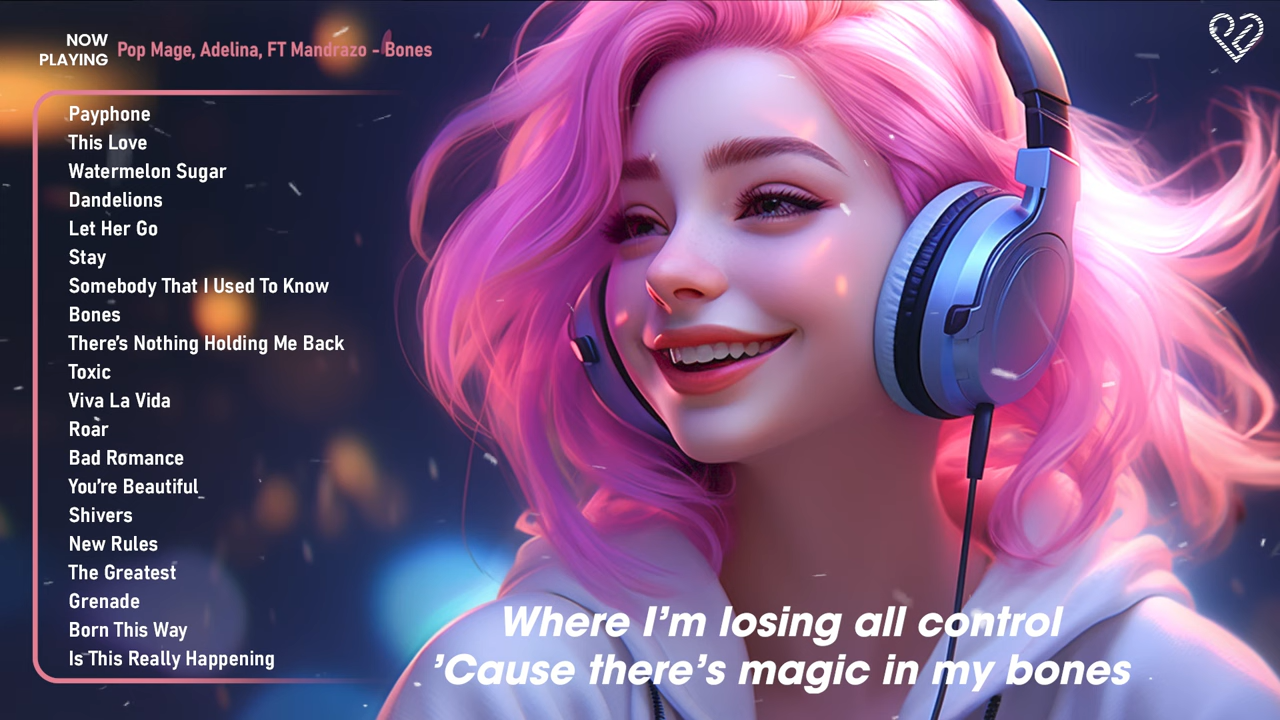 NOW
PLAYING
Pop Mage, Adelina, FT Mandrazo - Bones
Payphone
This Love
Watermelon Sugar
Dandelions
Let Her Go
Stay
Somebody That I Used To Know
Bones
There's Nothing Holding Me Back
Toxic
Viva La Vida
Roar
Bad Romance
You're Beautiful
Shivers
New Rules
The Greatest
Grenade
Born This Way
Is This Really Happening
Where I'm losing all control
'Cause there's magic in my bones